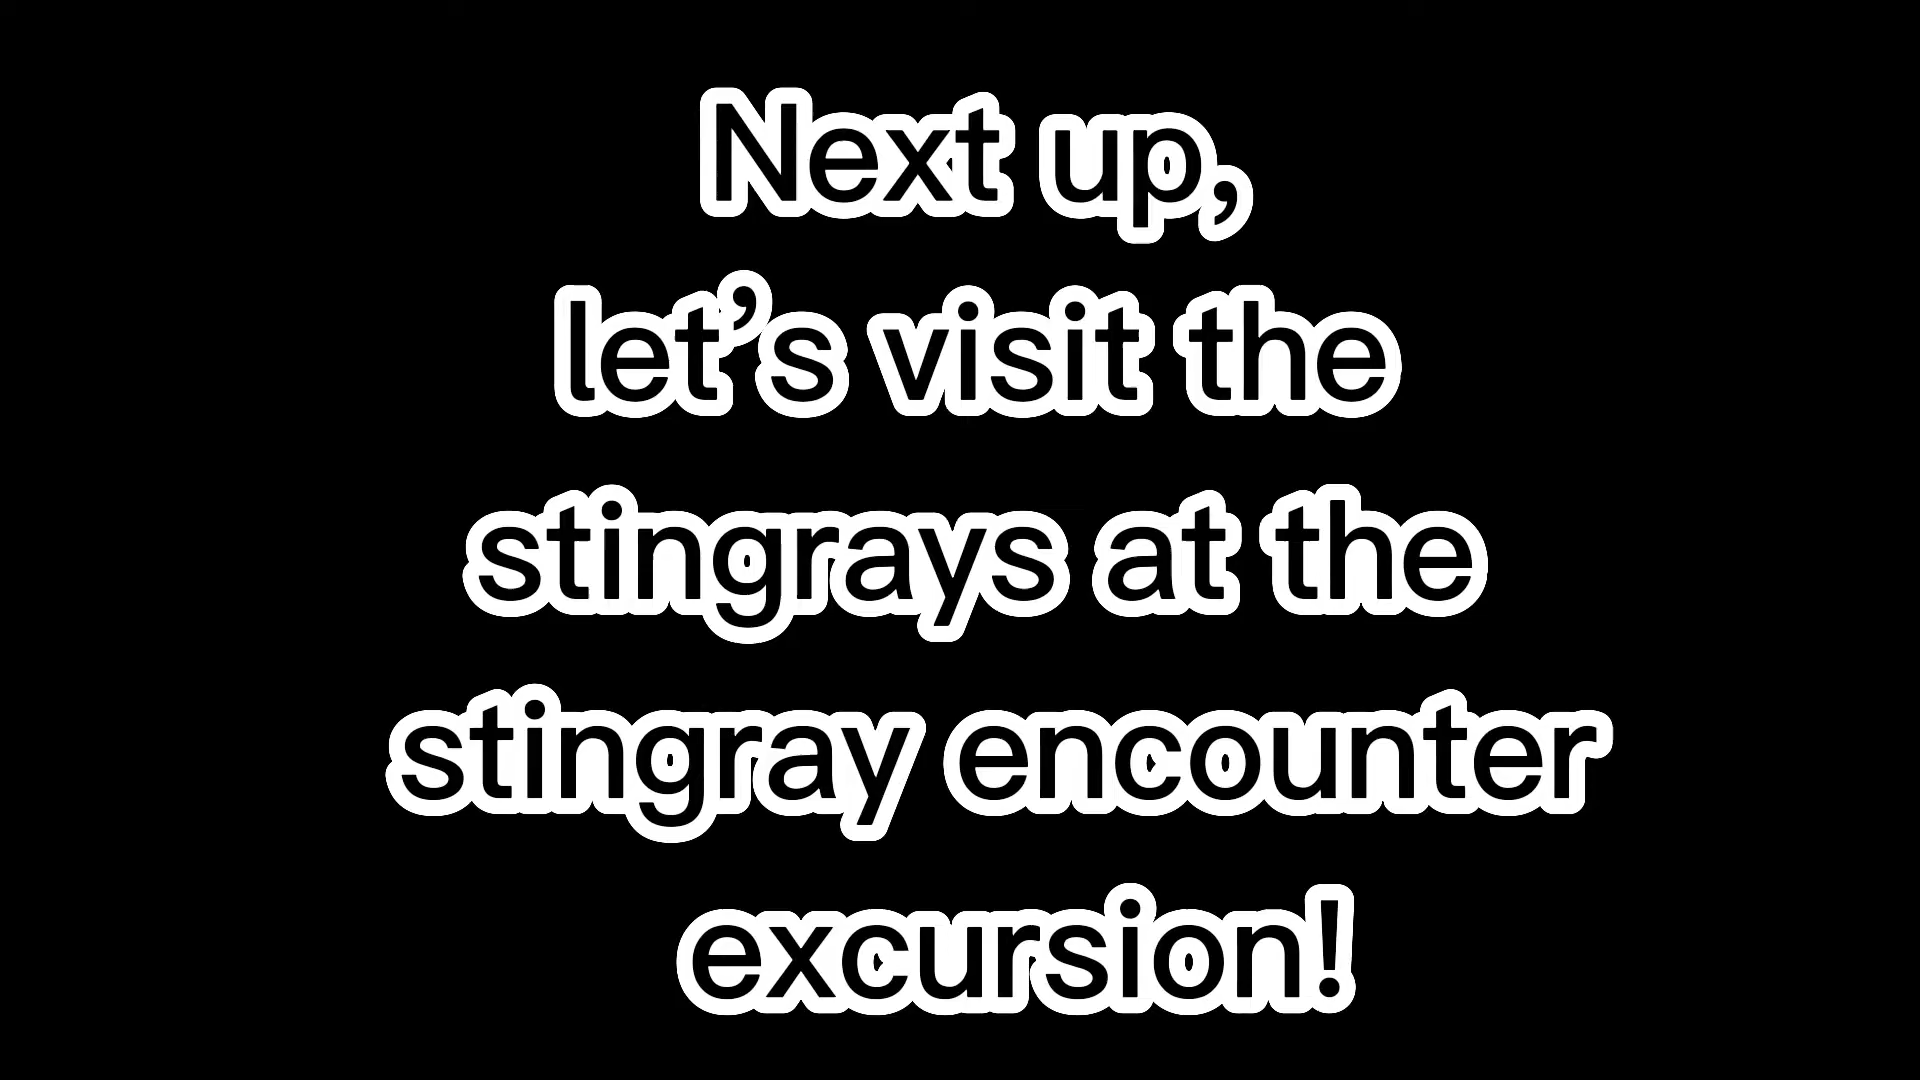 Next up,
let’s visit the
stingrays at the
stingray encounter
excursion!